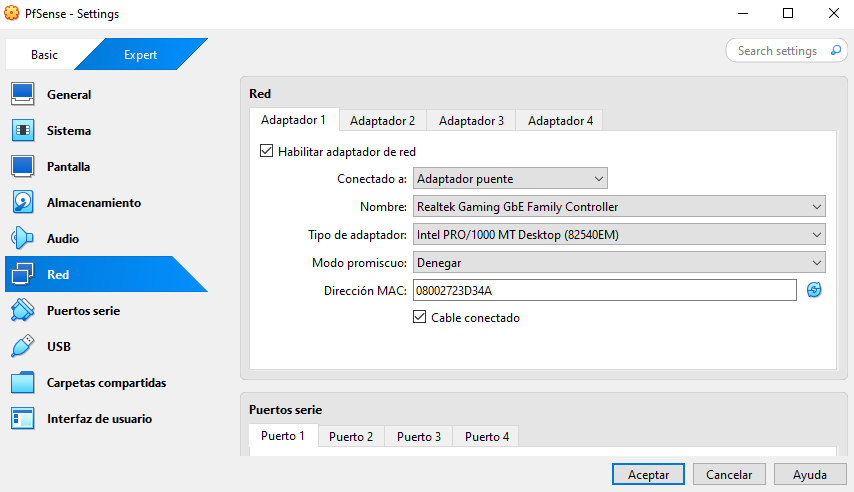 PfSense - Settings
Basic
Expert
Search settings
General
Sistema
Pantalla
Almacenamiento
Audio
Red
Puertos serie
USB
Carpetas compartidas
Interfaz de usuario
Red
Adaptador 1
Adaptador 2
Adaptador 3
Adaptador 4
Habilitar adaptador de red
Conectado a: Adaptador puente
Nombre: Realtek Gaming GbE Family Controller
Tipo de adaptador: Intel PRO/1000 MT Desktop (82540EM)
Modo promiscuo: Denegar
Dirección MAC: 08002723D34A
Cable conectado
Puertos serie
Puerto 1
Puerto 2
Puerto 3
Puerto 4
Aceptar
Cancelar
Ayuda